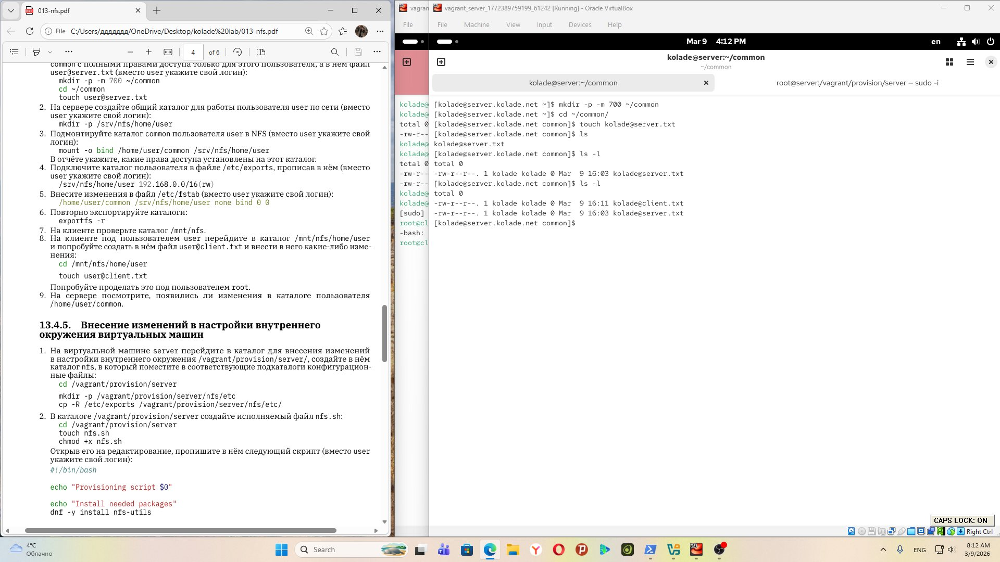 013-nfs.pdf
File
C:/Users/ддддддд/OneDrive/Desktop/kolade%20lab/013-nfs.pdf
4
of 6
common с полными правами доступа только для этого пользователя, а в нём файл
user@server.txt (вместо user укажите свой логин):
mkdir -p -m 700 ~/common
cd ~/common
touch user@server.txt
2. На сервере создайте общий каталог для работы пользователя user по сети (вместо
user укажите свой логин):
mkdir -p /srv/nfs/home/user
3. Подмонтируйте каталог common пользователя user в NFS (вместо user укажите свой
логин):
mount -o bind /home/user/common /srv/nfs/home/user
В отчёте укажите, какие права доступа установлены на этот каталог.
4. Подключите каталог пользователя в файле /etc/exports, прописав в нём (вместо
user укажите свой логин):
/srv/nfs/home/user 192.168.0.0/16(rw)
5. Внесите изменения в файл /etc/fstab (вместо user укажите свой логин):
/home/user/common /srv/nfs/home/user none bind 0 0
6. Повторно экспортируйте каталоги:
exportfs -r
7. На клиенте проверьте каталог /mnt/nfs.
8. На клиенте под пользователем user перейдите в каталог /mnt/nfs/home/user
и попробуйте создать в нём файл user@client.txt и внести в него какие-либо изме-
нения:
cd /mnt/nfs/home/user
touch user@client.txt
Попробуйте проделать это под пользователем root.
9. На сервере посмотрите, появились ли изменения в каталоге пользователя
/home/user/common.
13.4.5. Внесение изменений в настройки внутреннего
окружения виртуальных машин
1. На виртуальной машине server перейдите в каталог для внесения изменений
в настройки внутреннего окружения /vagrant/provision/server/, создайте в нём
каталог nfs, в который поместите в соответствующие подкаталоги конфигурацион-
ные файлы:
cd /vagrant/provision/server
mkdir -p /vagrant/provision/server/nfs/etc
cp -R /etc/exports /vagrant/provision/server/nfs/etc/
2. В каталоге /vagrant/provision/server создайте исполняемый файл nfs.sh:
cd /vagrant/provision/server
touch nfs.sh
chmod +x nfs.sh
Открыв его на редактирование, пропишите в нём следующий скрипт (вместо user
укажите свой логин):
#!/bin/bash
echo "Provisioning script $0"
echo "Install needed packages"
dnf -y install nfs-utils
vagran
File
kolade@
kolade@
total 0
-rw-r--
kolade@
kolade@
total 0
-rw-r--
-rw-r--
kolade@
kolade@
[sudo]
root@cl
-bash:
root@cl
vagrant_server_1772389759199_61242 [Running] - Oracle VirtualBox
File Machine View Input Devices Help
Mar 9 4:12 PM
en
kolade@server:~/common
~/common
kolade@server:~/common
root@server:/vagrant/provision/server — sudo -i
[kolade@server.kolade.net ~]$ mkdir -p -m 700 ~/common
[kolade@server.kolade.net ~]$ cd ~/common/
[kolade@server.kolade.net common]$ touch kolade@server.txt
[kolade@server.kolade.net common]$ ls
kolade@server.txt
[kolade@server.kolade.net common]$ ls -l
total 0
-rw-r--r--. 1 kolade kolade 0 Mar  9 16:03 kolade@server.txt
[kolade@server.kolade.net common]$ ls -l
total 0
-rw-r--r--. 1 kolade kolade 0 Mar  9 16:11 kolade@client.txt
-rw-r--r--. 1 kolade kolade 0 Mar  9 16:03 kolade@server.txt
[kolade@server.kolade.net common]$
CAPS LOCK: ON
Right Ctrl
4°C
Облачно
Search
ENG
8:12 AM
3/9/2026